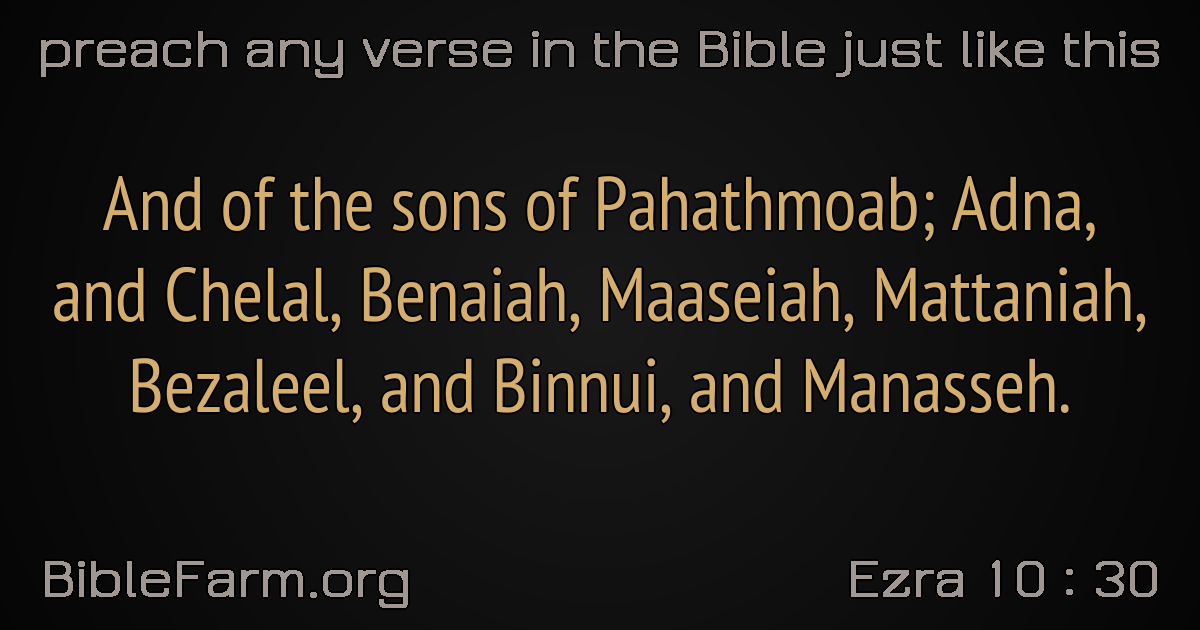 preach any verse in the Bible just like this
And of the sons of Pahathmoab; Adna,
and Chelal, Benaiah, Maaseiah, Mattaniah,
Bezaleel, and Binnui, and Manasseh.
BibleFarm.org
Ezra 10 : 30